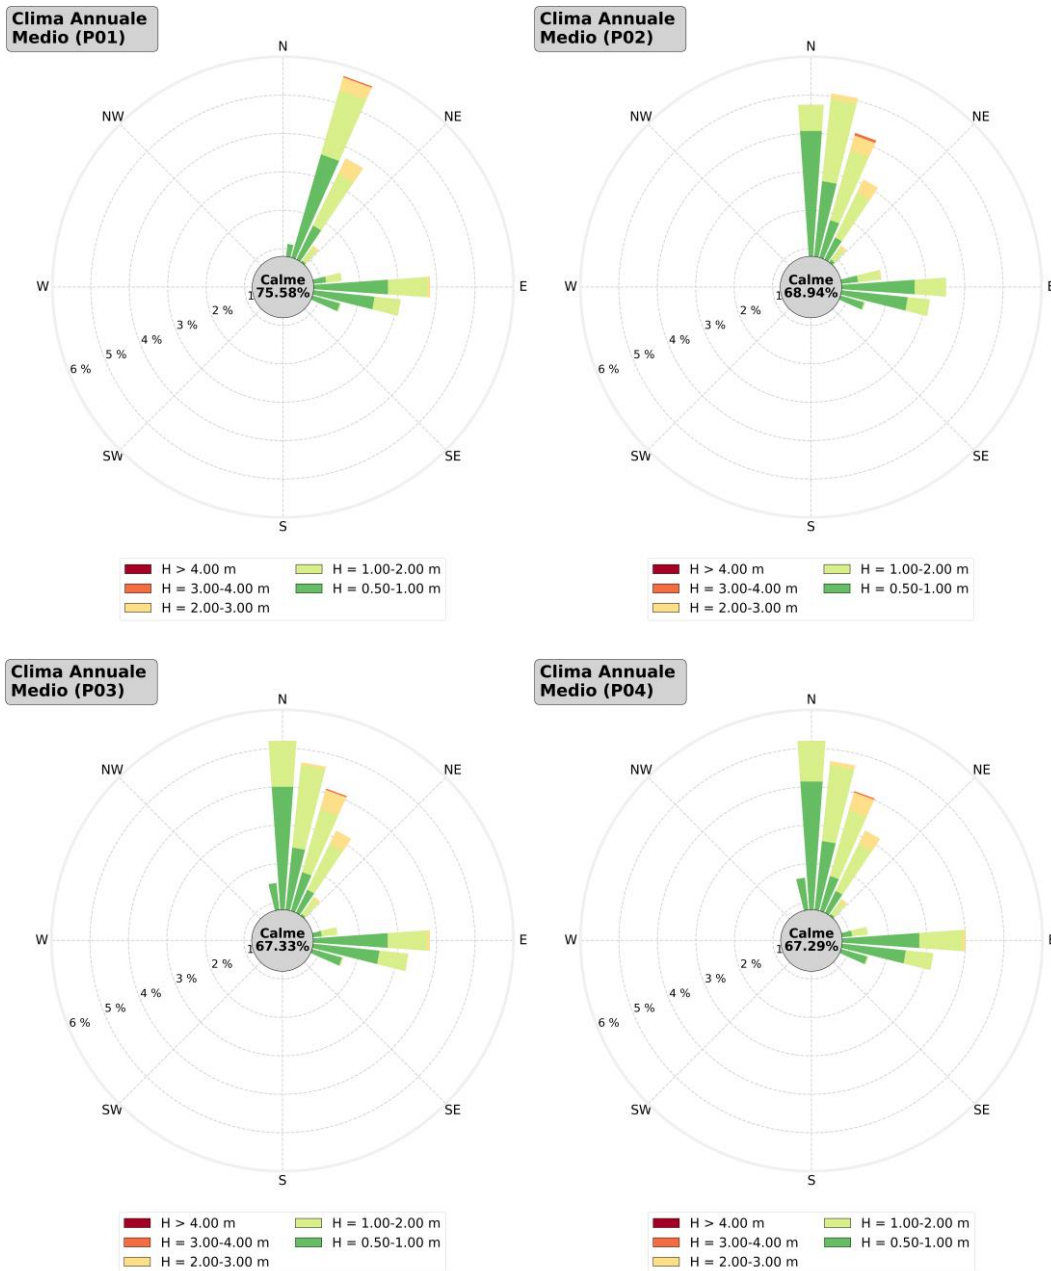 Clima Annuale
Medio (P01)
N
NW
NE
W
E
Calme
75.58%
1
2 %
3 %
4 %
5 %
6 %
SW
SE
S
H > 4.00 m
H = 3.00-4.00 m
H = 2.00-3.00 m
H = 1.00-2.00 m
H = 0.50-1.00 m
Clima Annuale
Medio (P02)
N
NW
NE
W
E
Calme
68.94%
1
2 %
3 %
4 %
5 %
6 %
SW
SE
S
H > 4.00 m
H = 3.00-4.00 m
H = 2.00-3.00 m
H = 1.00-2.00 m
H = 0.50-1.00 m
Clima Annuale
Medio (P03)
N
NW
NE
W
E
Calme
67.33%
1
2 %
3 %
4 %
5 %
6 %
SW
SE
S
H > 4.00 m
H = 3.00-4.00 m
H = 2.00-3.00 m
H = 1.00-2.00 m
H = 0.50-1.00 m
Clima Annuale
Medio (P04)
N
NW
NE
W
E
Calme
67.29%
1
2 %
3 %
4 %
5 %
6 %
SW
SE
S
H > 4.00 m
H = 3.00-4.00 m
H = 2.00-3.00 m
H = 1.00-2.00 m
H = 0.50-1.00 m